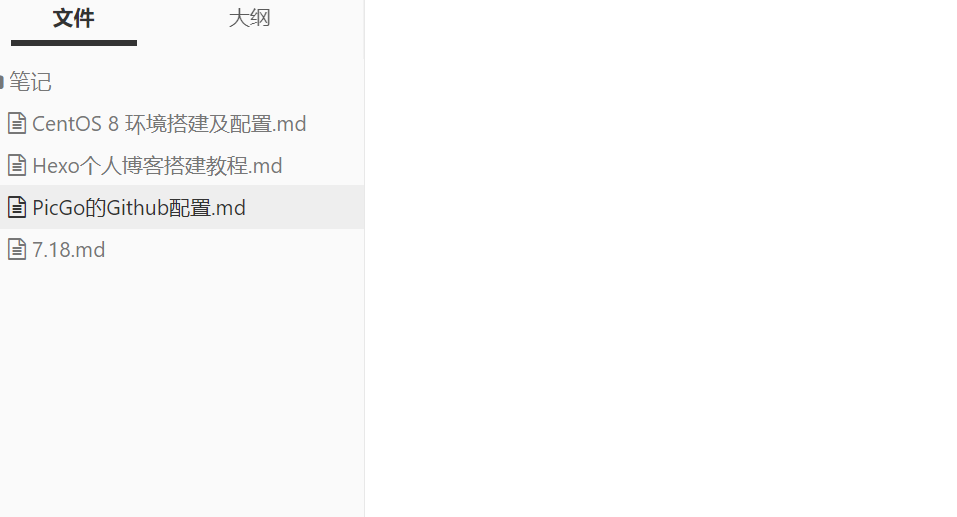 文件 大纲
笔记
CentOS 8 环境搭建及配置.md
Hexo个人博客搭建教程.md
PicGo的Github配置.md
7.18.md